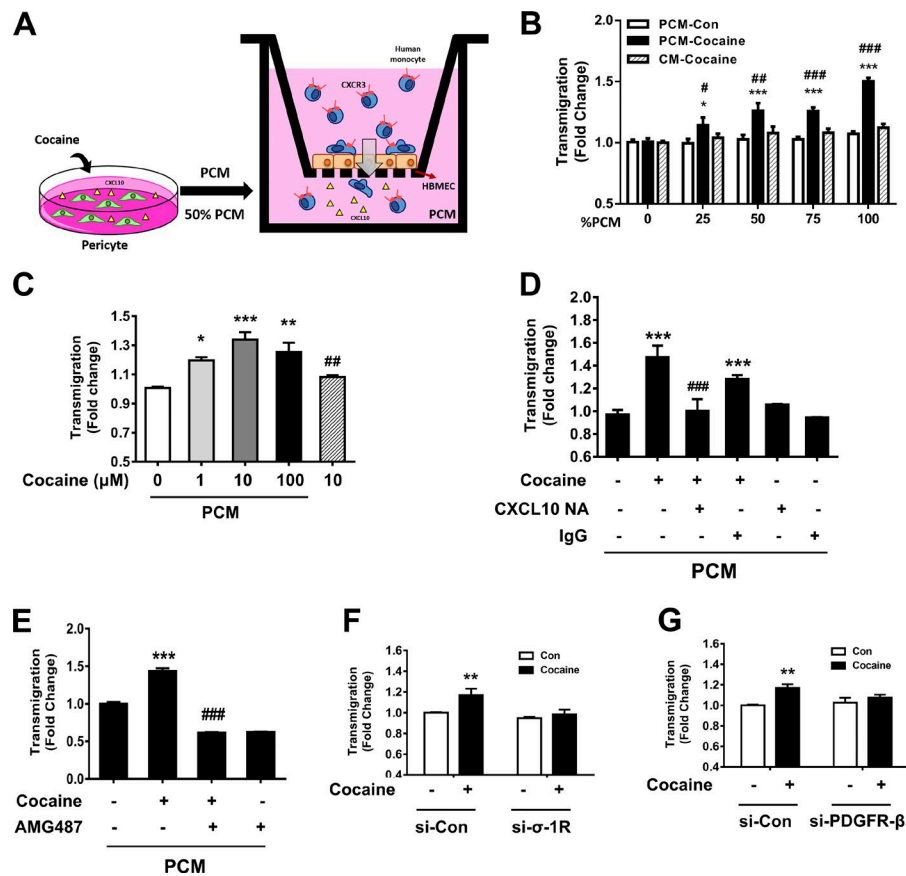 A
Cocaine
CXCL10
Pericyte
PCM
50% PCM
Human
monocyte
CXCR3
HBMEC
CXCL10
PCM
B
Transmigration
(Fold Change)
PCM-Con
PCM-Cocaine
CM-Cocaine
2.0
1.5
1.0
0.5
#
*
##
***
###
***
###
***
%PCM 0 25 50 75 100
C
Transmigration
(Fold change)
1.5
1.3
1.1
0.9
0.7
0.5
*
***
**
##
Cocaine (μM) 0 1 10 100 10
PCM
D
Transmigration
(Fold change)
2.0
1.8
1.6
1.4
1.2
1.0
0.8
0.6
***
###
***
Cocaine - + + + - -
CXCL10 NA - - + - + -
IgG - - - + - +
PCM
E
Transmigration
(Fold Change)
2.0
1.5
1.0
0.5
0.0
***
###
Cocaine - + + -
AMG487 - - + +
PCM
F
Transmigration
(Fold Change)
Con
Cocaine
1.6
1.4
1.2
1.0
0.8
0.6
0.4
**
Cocaine - + - +
si-Con si-σ-1R
G
Transmigration
(Fold Change)
Con
Cocaine
1.6
1.4
1.2
1.0
0.8
0.6
0.4
**
Cocaine - + - +
si-Con si-PDGFR-β